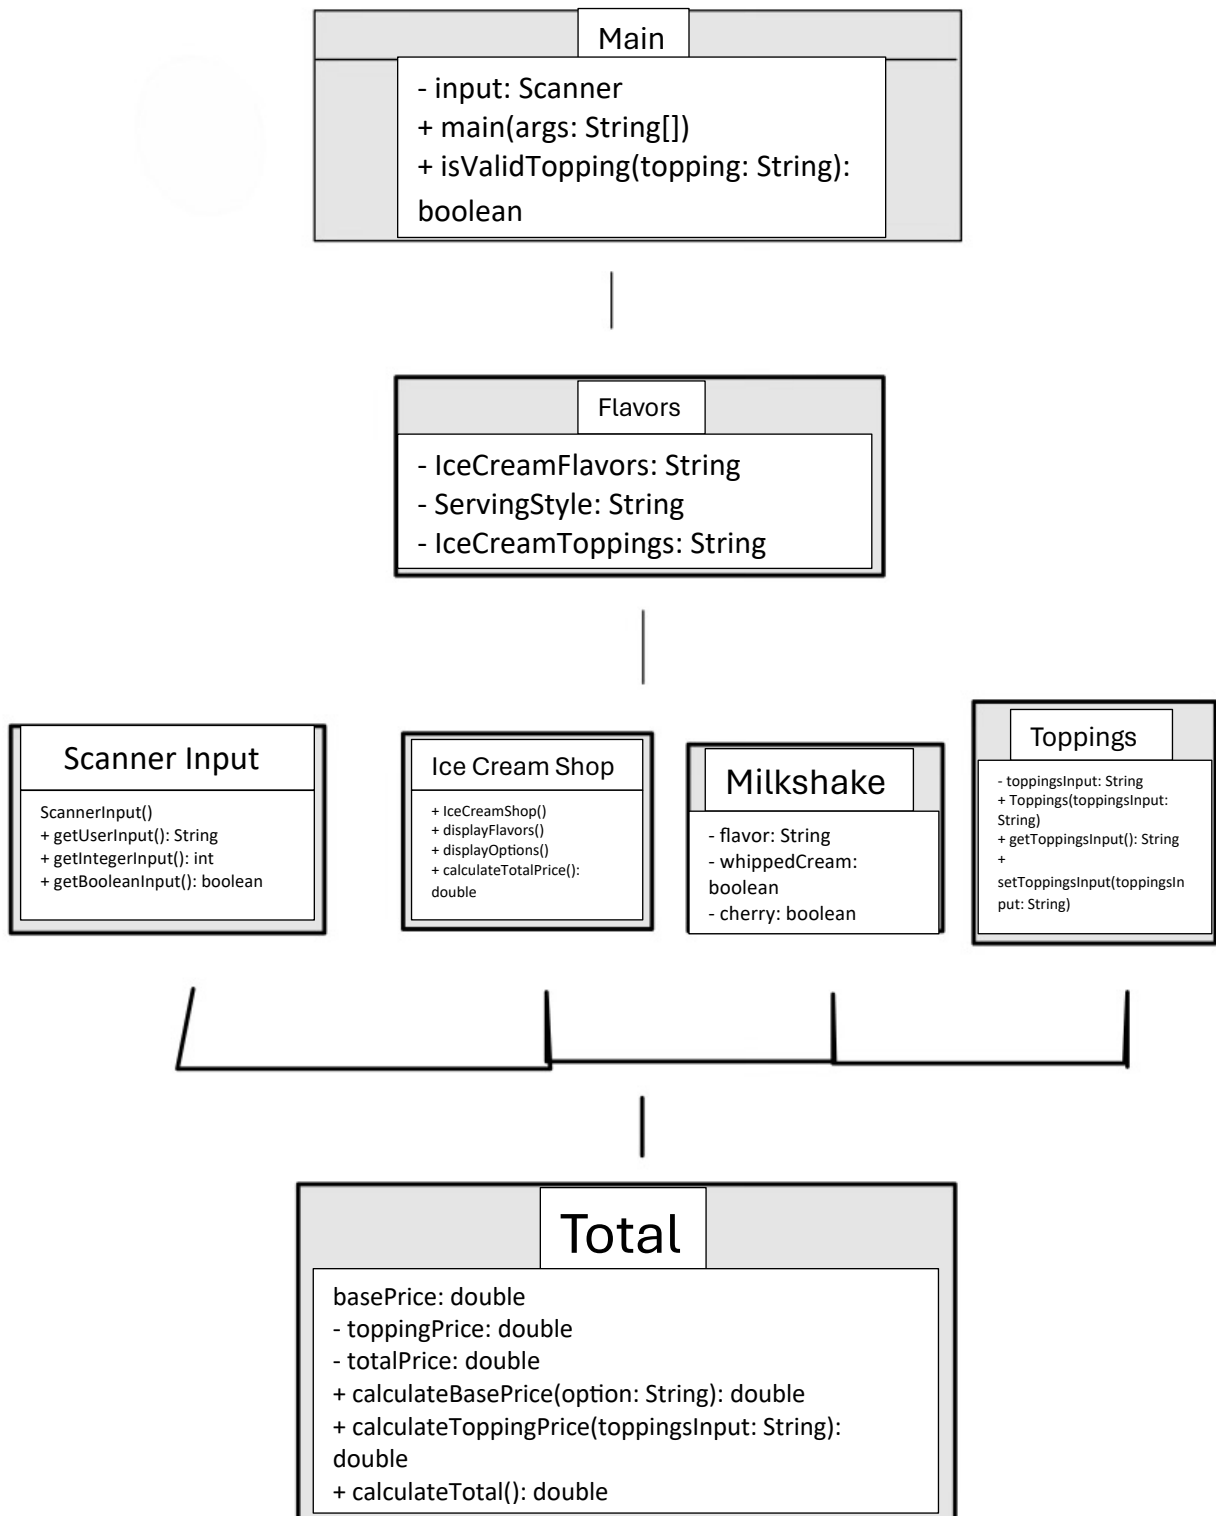 Main
- input: Scanner
+ main(args: String[])
+ isValidTopping(topping: String):
boolean
Flavors
- IceCreamFlavors: String
- ServingStyle: String
- IceCreamToppings: String
Scanner Input
ScannerInput()
+ getUserInput(): String
+ getIntegerInput(): int
+ getBooleanInput(): boolean
Ice Cream Shop
+ IceCreamShop()
+ displayFlavors()
+ displayOptions()
+ calculateTotalPrice():
double
Milkshake
- flavor: String
- whippedCream:
boolean
- cherry: boolean
Toppings
- toppingsInput: String
+ Toppings(toppingsInput:
String)
+ getToppingsInput(): String
+
setToppingsInput(toppingsIn
put: String)
Total
basePrice: double
- toppingPrice: double
- totalPrice: double
+ calculateBasePrice(option: String): double
+ calculateToppingPrice(toppingsInput: String):
double
+ calculateTotal(): double